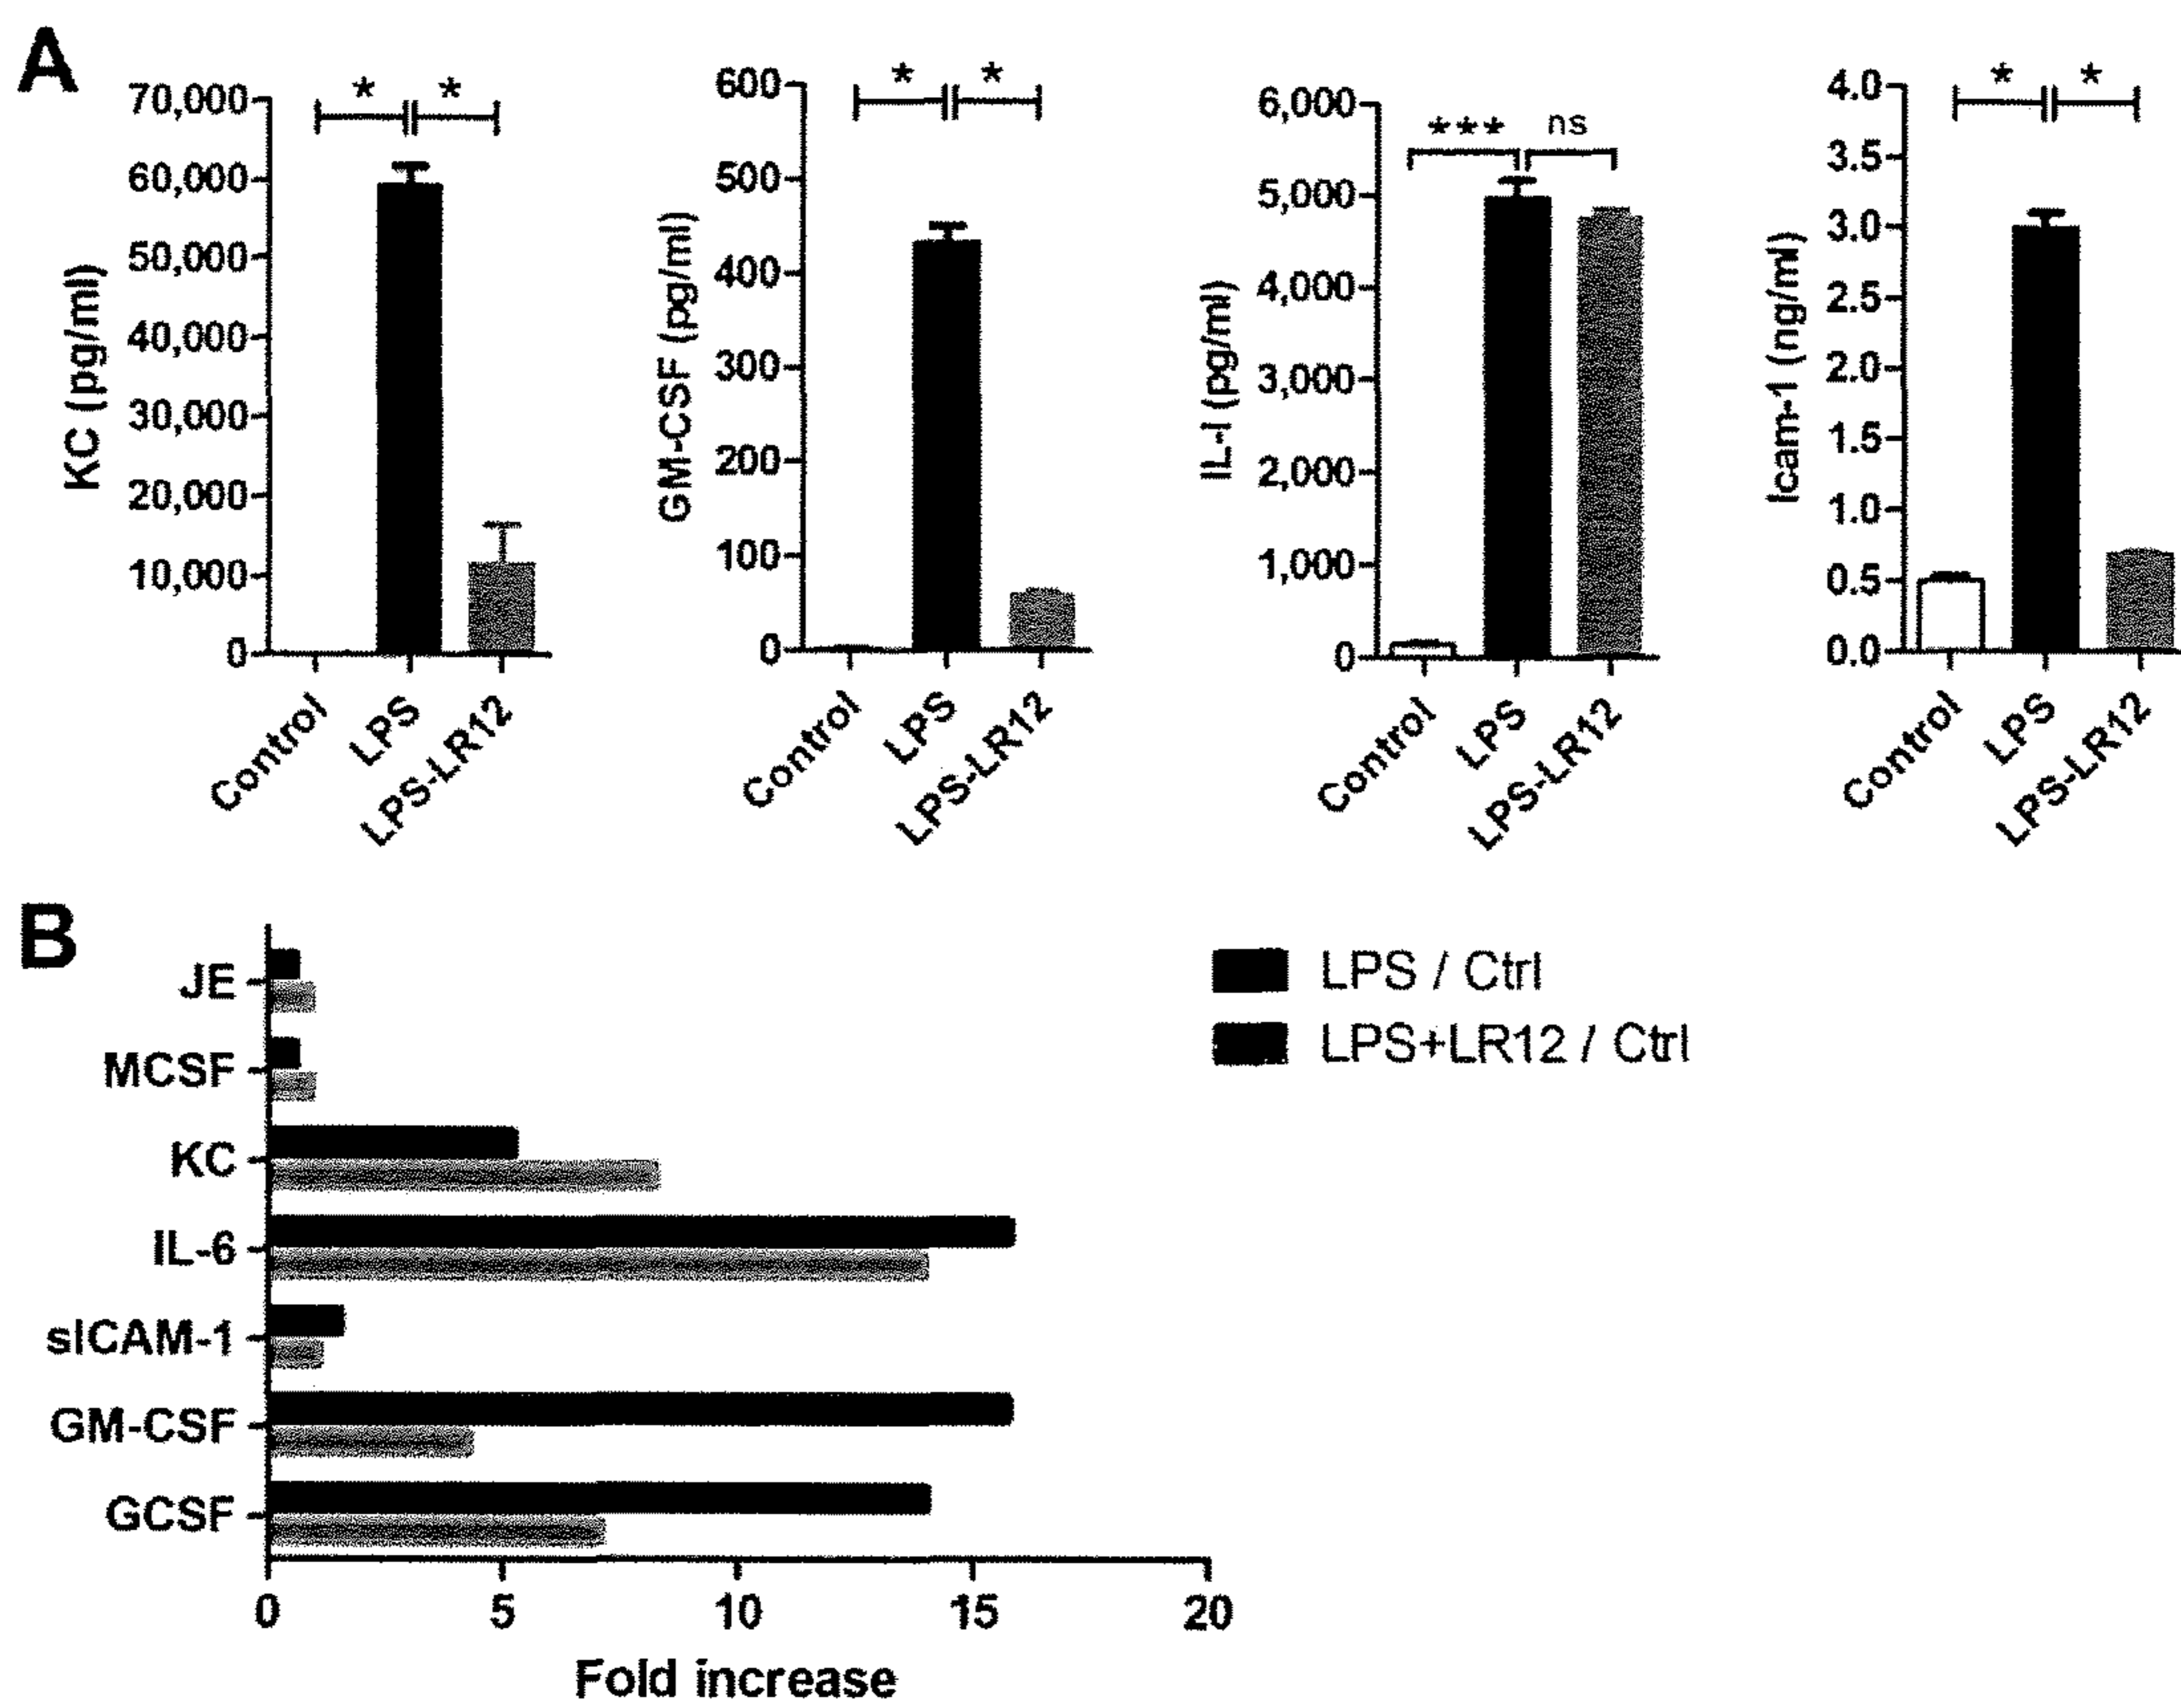 A
KC (pg/ml)
70,000
60,000
50,000
40,000
30,000
20,000
10,000
0
* *
Control
LPS
LPS-LR12
GM-CSF (pg/ml)
600
500
400
300
200
100
0
* *
Control
LPS
LPS-LR12
IL-I (pg/ml)
6,000
5,000
4,000
3,000
2,000
1,000
0
*** ns
Control
LPS
LPS-LR12
Icam-1 (ng/ml)
4.0
3.5
3.0
2.5
2.0
1.5
1.0
0.5
0.0
* *
Control
LPS
LPS-LR12
B
JE
MCSF
KC
IL-6
sICAM-1
GM-CSF
GCSF
0 5 10 15 20
Fold increase
LPS / Ctrl
LPS+LR12 / Ctrl